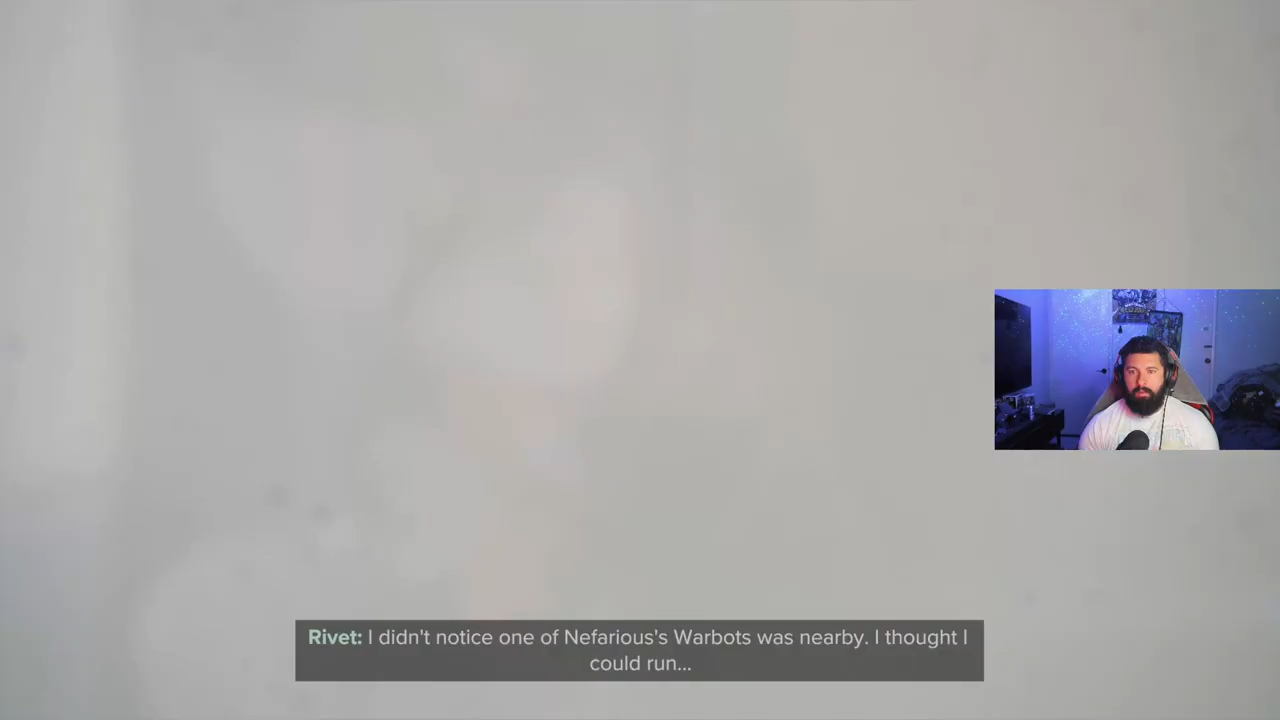 Rivet: I didn't notice one of Nefarious's Warbots was nearby. I thought I
could run...